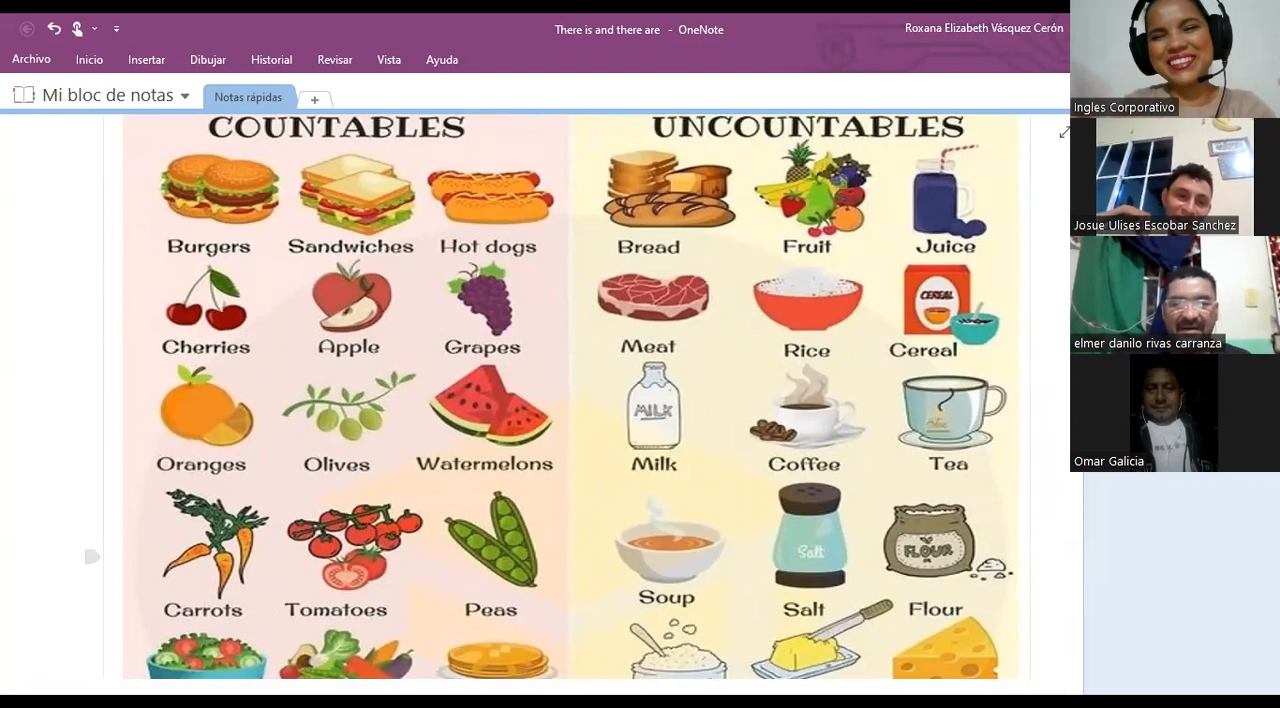 There is and there are - OneNote
Roxana Elizabeth Vásquez Cerón
Archivo Inicio Insertar Dibujar Historial Revisar Vista Ayuda
Mi bloc de notas
Notas rápidas
+
COUNTABLES
UNCOUNTABLES
Burgers Sandwiches Hot dogs
Bread Fruit Juice
CEREAL
Cherries Apple Grapes
Meat Rice Cereal
MILK
Oranges Olives Watermelons
Milk Coffee Tea
Salt
FLOUR
Carrots Tomatoes Peas
Soup Salt Flour
Ingles Corporativo
Josue Ulises Escobar Sanchez
elmer danilo rivas carranza
Omar Galicia